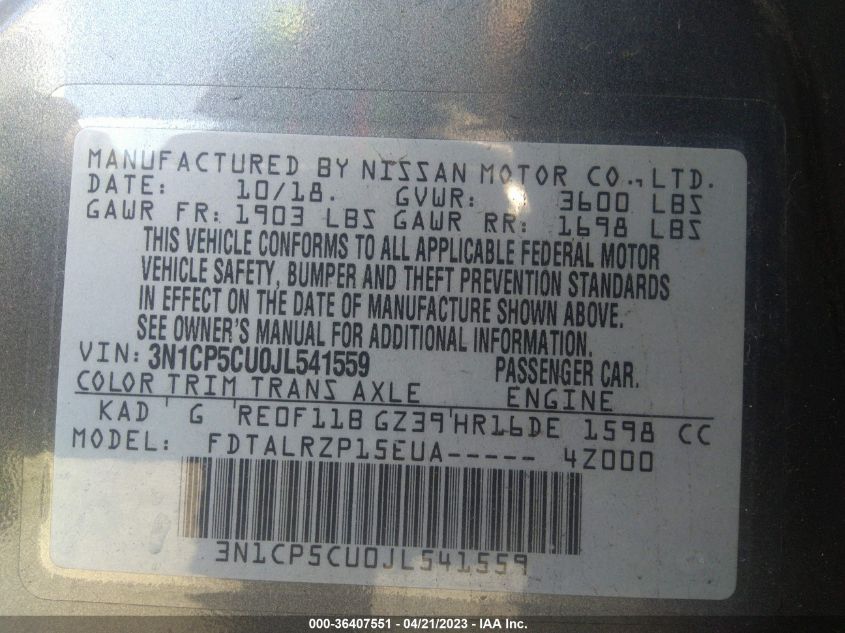 MANUFACTURED BY NISSAN MOTOR CO., LTD.
DATE: 10/18. GVWR: 3600 LBS
GAWR FR: 1903 LBS GAWR RR: 1698 LBS
THIS VEHICLE CONFORMS TO ALL APPLICABLE FEDERAL MOTOR
VEHICLE SAFETY, BUMPER AND THEFT PREVENTION STANDARDS
IN EFFECT ON THE DATE OF MANUFACTURE SHOWN ABOVE.
SEE OWNER'S MANUAL FOR ADDITIONAL INFORMATION.
VIN: 3N1CP5CU0JL541559 PASSENGER CAR.
COLOR TRIM TRANS AXLE ENGINE
KAD G RE0F11B GZ39 HR16DE 1598 CC
MODEL: FDTALRZP15EUA----- 4Z000
3N1CP5CU0JL541559
000-36407551 - 04/21/2023 - IAA Inc.